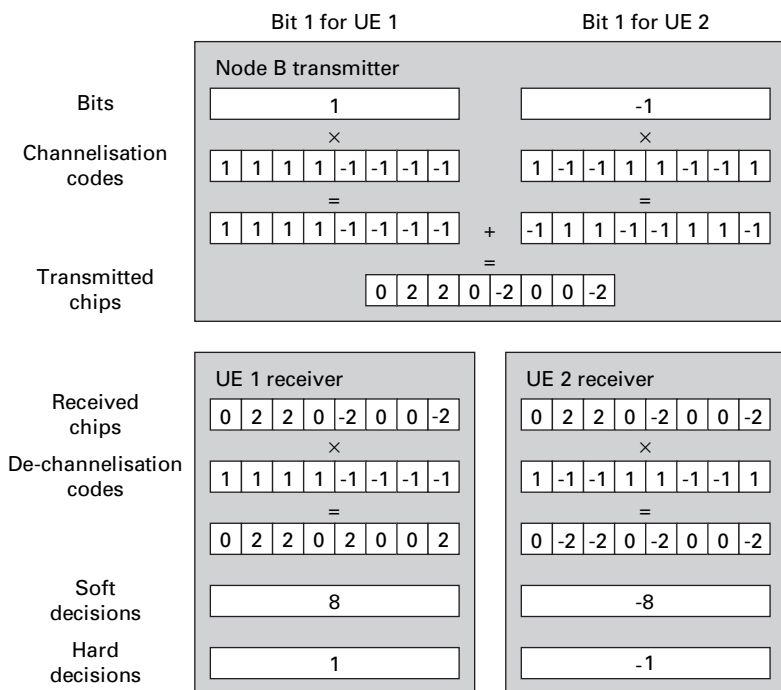 Bit 1 for UE 1 Bit 1 for UE 2
Node B transmitter
Bits 1 -1
× ×
Channelisation codes 1 1 1 1 -1 -1 -1 -1 1 -1 -1 1 1 -1 -1 1
= =
1 1 1 1 -1 -1 -1 -1 + -1 1 1 -1 -1 1 1 -1
=
Transmitted chips 0 2 2 0 -2 0 0 -2
UE 1 receiver UE 2 receiver
Received chips 0 2 2 0 -2 0 0 -2 0 2 2 0 -2 0 0 -2
× ×
De-channelisation codes 1 1 1 1 -1 -1 -1 -1 1 -1 -1 1 1 -1 -1 1
= =
0 2 2 0 2 0 0 2 0 -2 -2 0 -2 0 0 -2
Soft decisions 8 -8
Hard decisions 1 -1